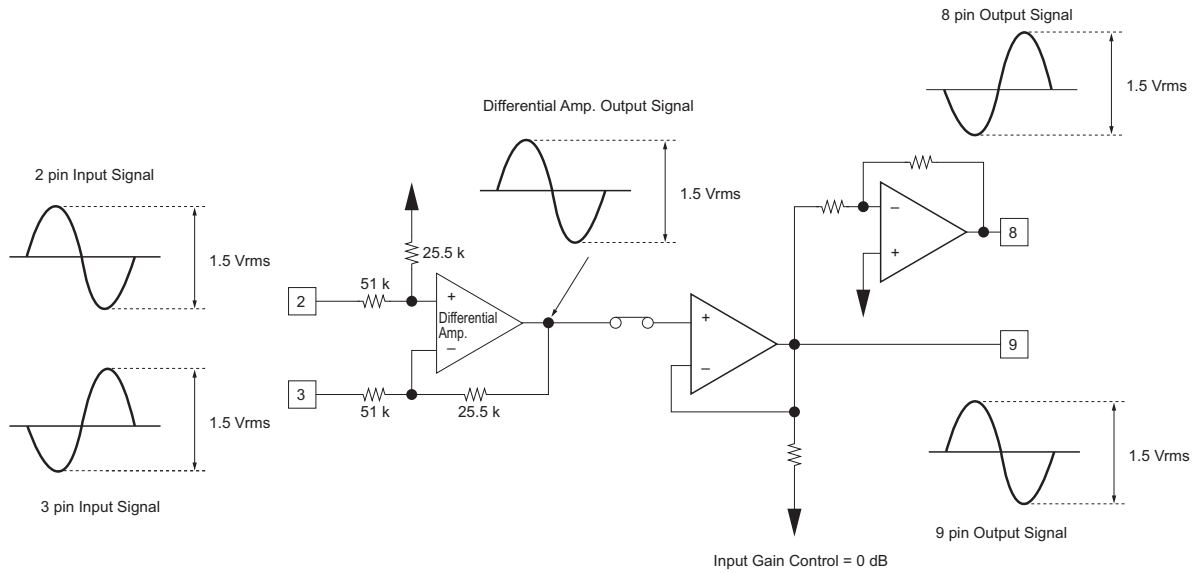 8 pin Output Signal
1.5 Vrms
Differential Amp. Output Signal
1.5 Vrms
2 pin Input Signal
1.5 Vrms
25.5 k
51 k
2
+
Differential
Amp.
–
3
51 k
25.5 k
+
–
–
+
8
9
3 pin Input Signal
1.5 Vrms
1.5 Vrms
9 pin Output Signal
Input Gain Control = 0 dB